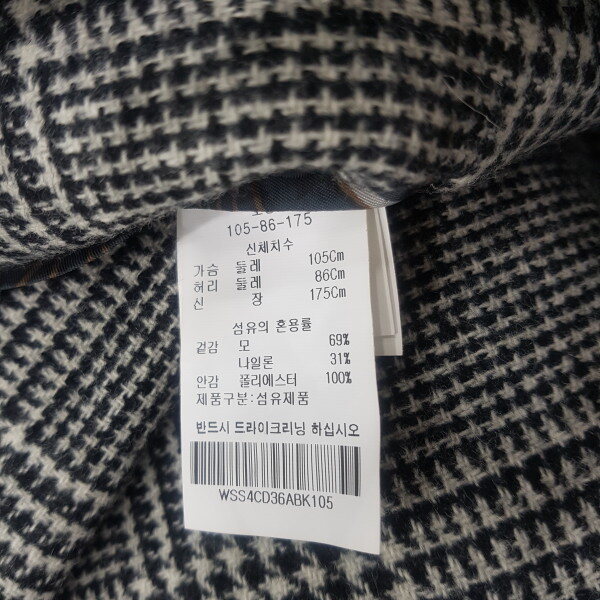 105-86-175
신체치수
가슴 둘레 105Cm
허리 둘레 86Cm
신 장 175Cm
섬유의 혼용률
겉감 모 69%
나일론 31%
안감 폴리에스터 100%
제품구분:섬유제품
반드시 드라이크리닝 하십시오
WSS4CD36ABK105